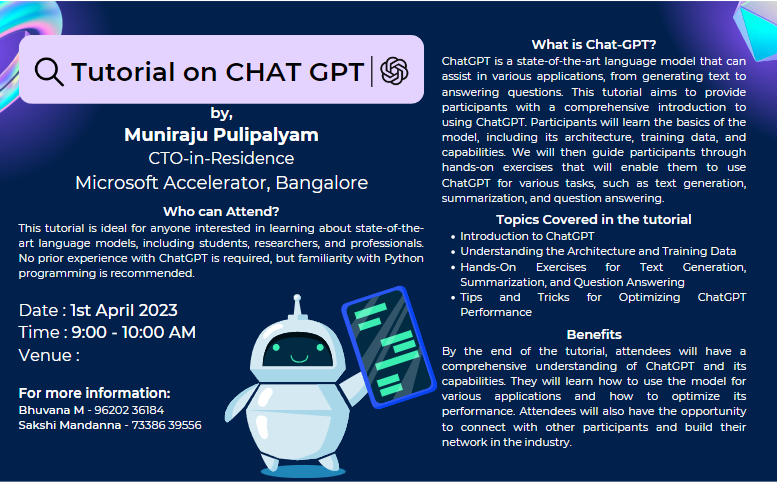 Tutorial on CHAT GPT
by,
Muniraju Pulipalyam
CTO-in-Residence
Microsoft Accelerator, Bangalore
Who can Attend?
This tutorial is ideal for anyone interested in learning about state-of-the-
art language models, including students, researchers, and professionals.
No prior experience with ChatGPT is required, but familiarity with Python
programming is recommended.
Date : 1st April 2023
Time : 9:00 - 10:00 AM
Venue :
For more information:
Bhuvana M - 96202 36184
Sakshi Mandanna - 73386 39556
What is Chat-GPT?
ChatGPT is a state-of-the-art language model that can
assist in various applications, from generating text to
answering questions. This tutorial aims to provide
participants with a comprehensive introduction to
using ChatGPT. Participants will learn the basics of the
model, including its architecture, training data, and
capabilities. We will then guide participants through
hands-on exercises that will enable them to use
ChatGPT for various tasks, such as text generation,
summarization, and question answering.
Topics Covered in the tutorial
• Introduction to ChatGPT
• Understanding the Architecture and Training Data
• Hands-On Exercises for Text Generation,
Summarization, and Question Answering
• Tips and Tricks for Optimizing ChatGPT
Performance
Benefits
By the end of the tutorial, attendees will have a
comprehensive understanding of ChatGPT and its
capabilities. They will learn how to use the model for
various applications and how to optimize its
performance. Attendees will also have the opportunity
to connect with other participants and build their
network in the industry.